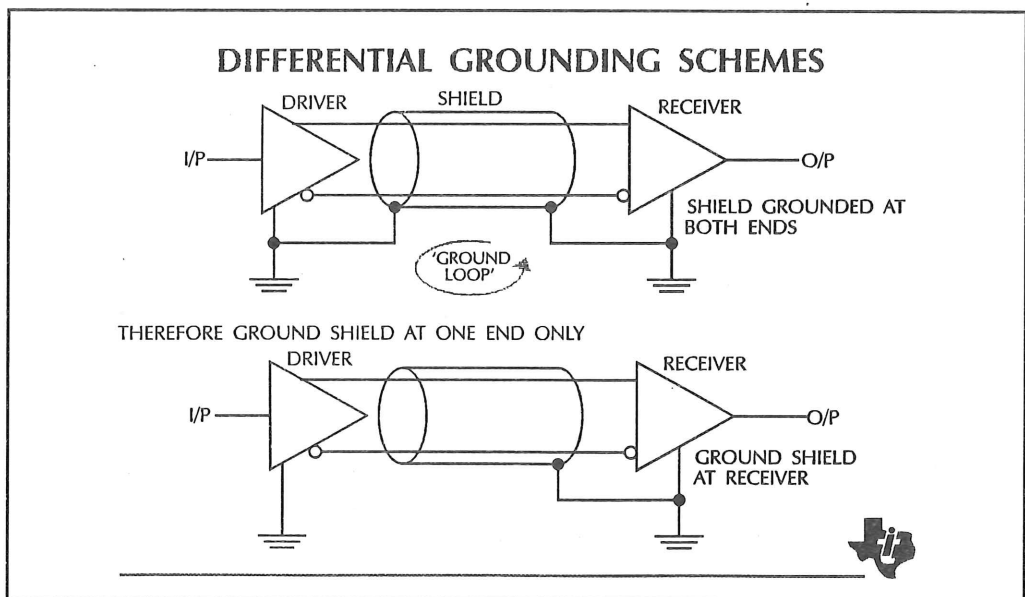 DIFFERENTIAL GROUNDING SCHEMES
DRIVER
SHIELD
RECEIVER
I/P
O/P
SHIELD GROUNDED AT
BOTH ENDS
'GROUND
LOOP'
THEREFORE GROUND SHIELD AT ONE END ONLY
DRIVER
RECEIVER
I/P
O/P
GROUND SHIELD
AT RECEIVER